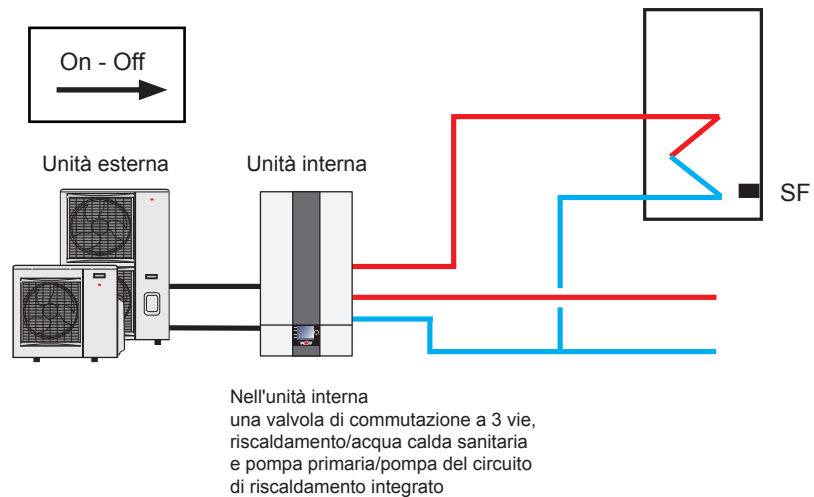 On - Off
Unità esterna
Unità interna
SF
Nell'unità interna
una valvola di commutazione a 3 vie,
riscaldamento/acqua calda sanitaria
e pompa primaria/pompa del circuito
di riscaldamento integrato